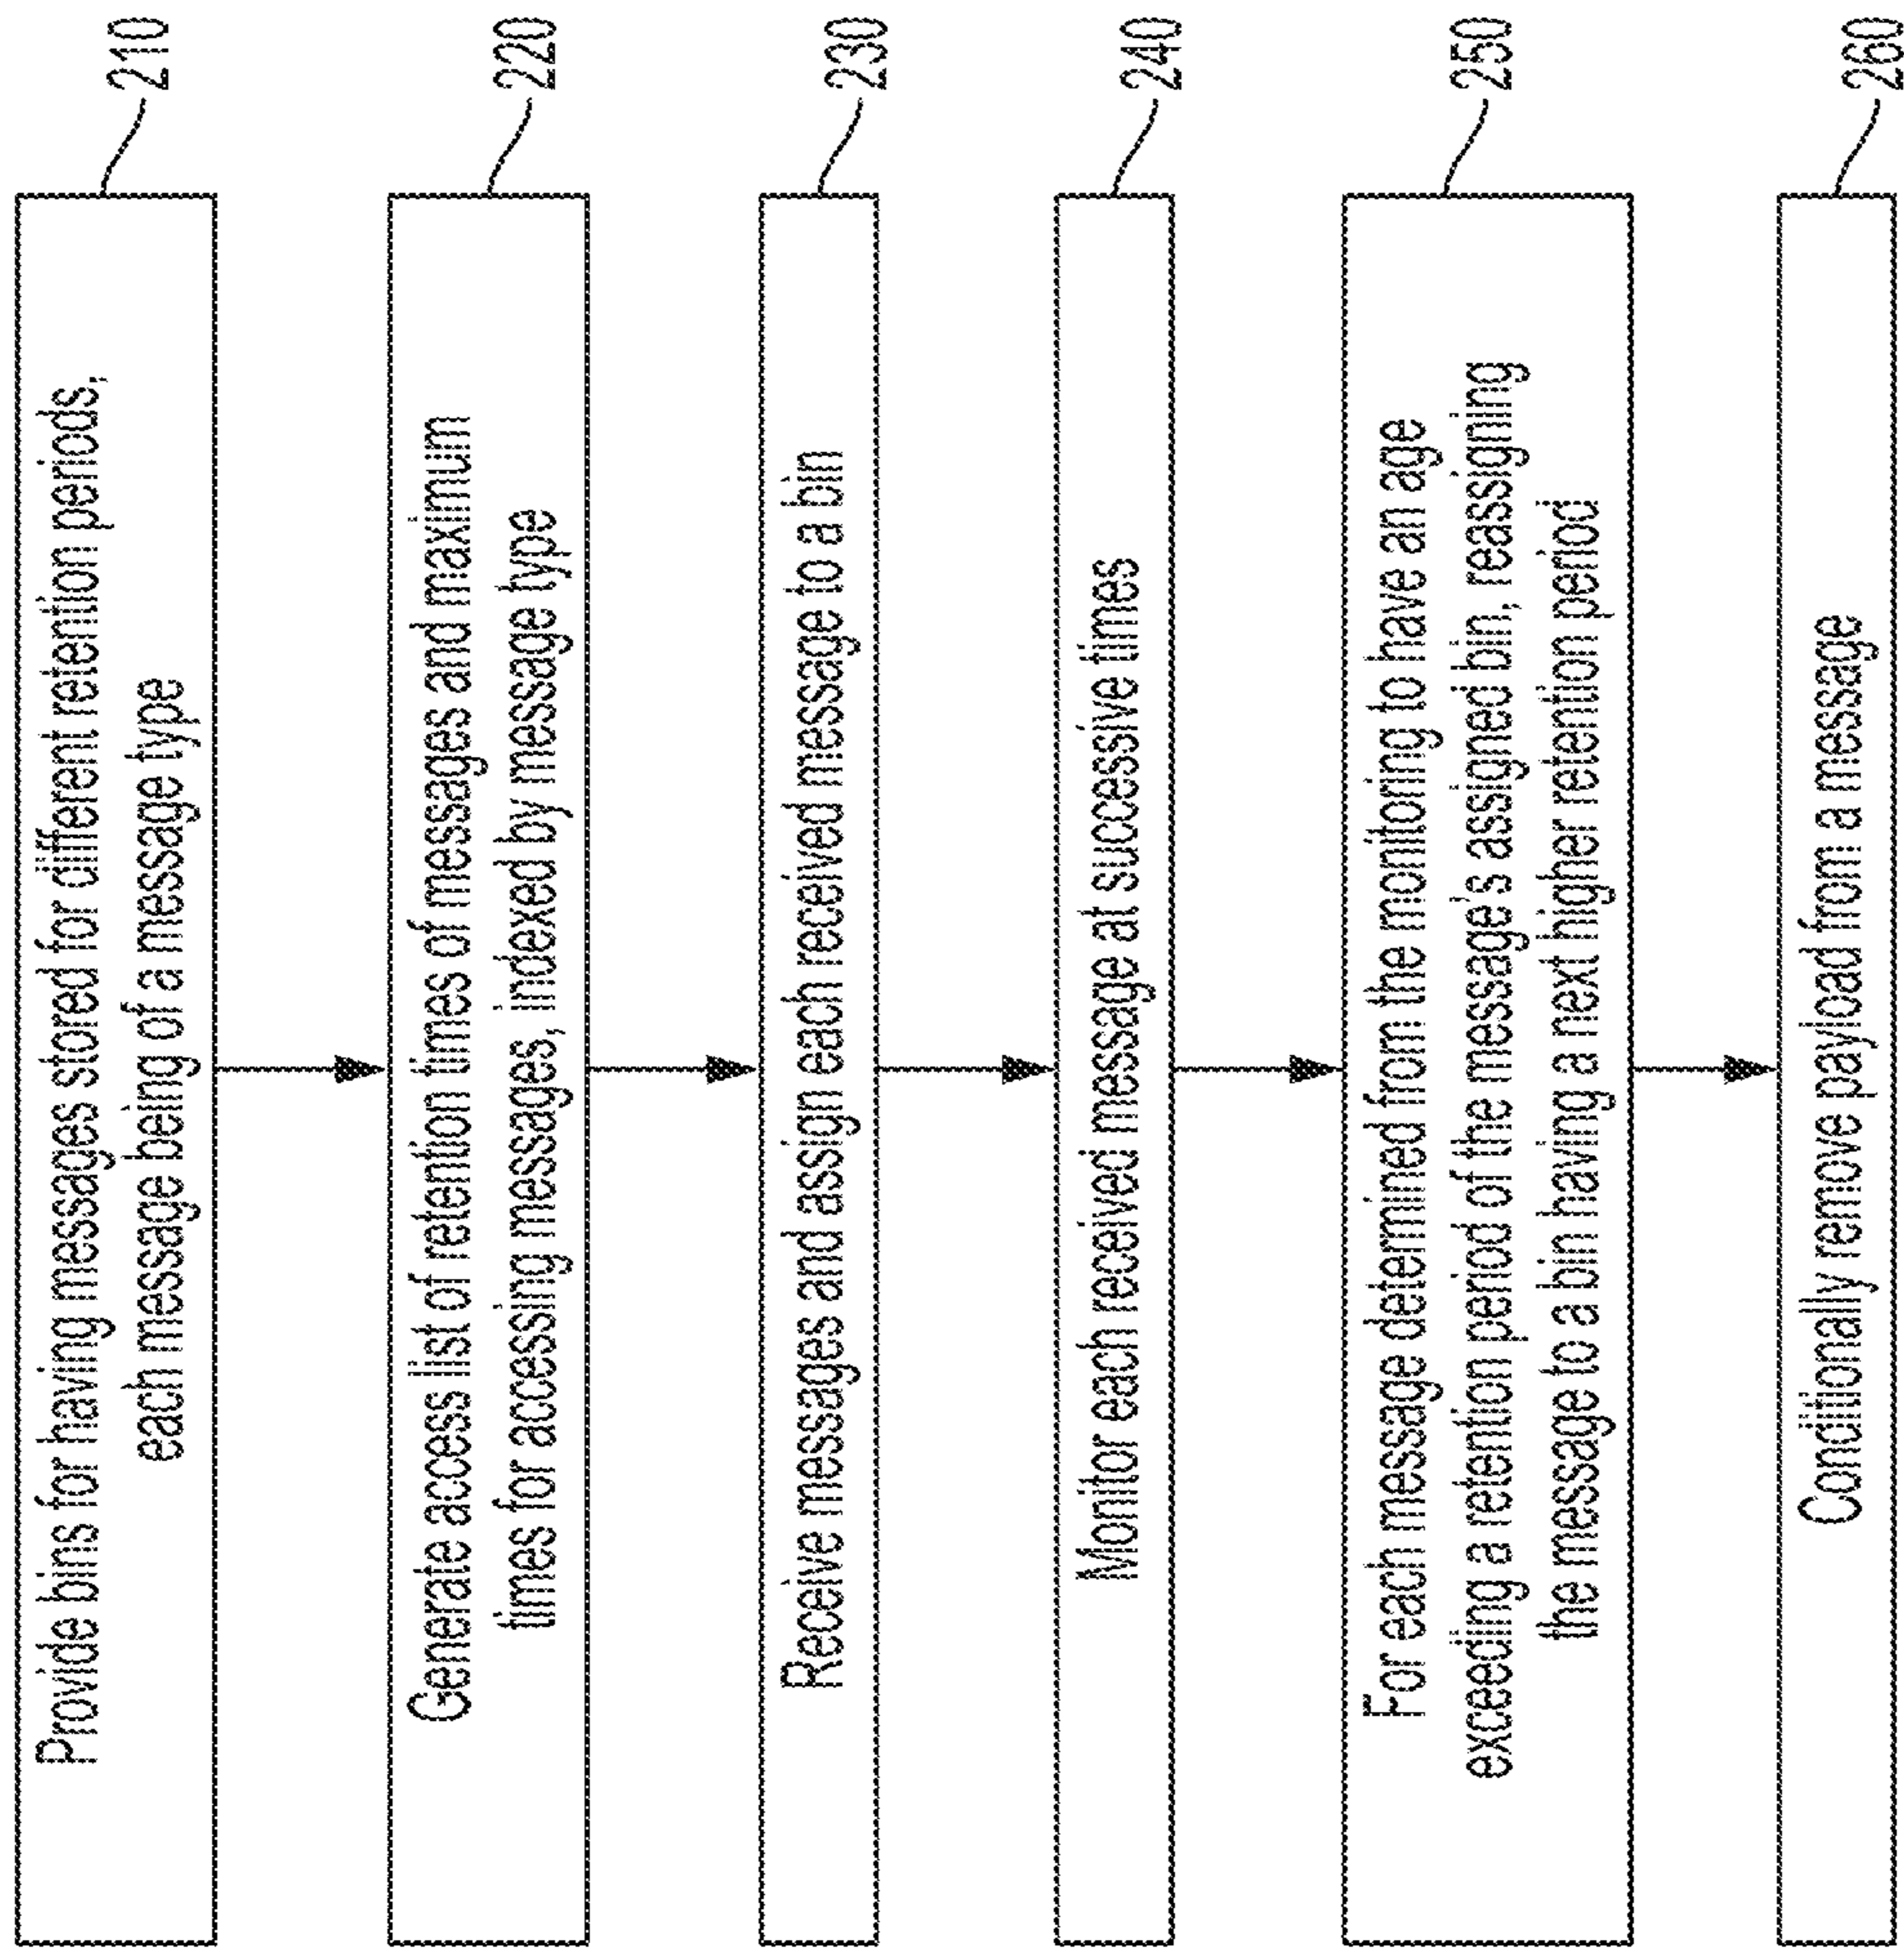 Provide bins for having messages stored for different retention periods,
each message being of a message type
210
Generate access list of retention times of messages and maximum
times for accessing messages, indexed by message type
220
Receive messages and assign each received message to a bin
230
Monitor each received message at successive times
240
For each message determined from the monitoring to have an age
exceeding a retention period of the message's assigned bin, reassigning
the message to a bin having a next higher retention period
250
Conditionally remove payload from a message
260